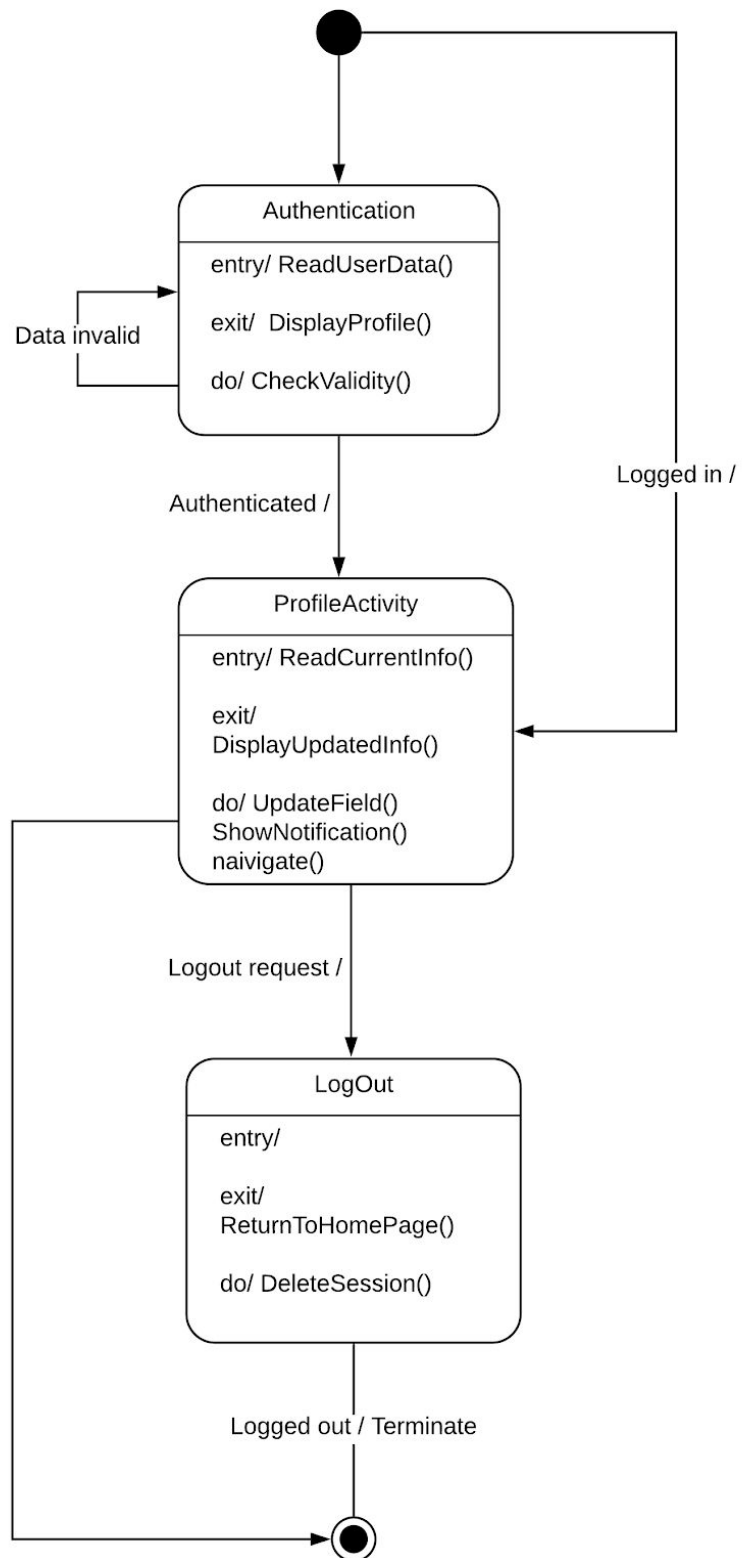 Authentication
entry/ ReadUserData()
exit/  DisplayProfile()
Data invalid
do/ CheckValidity()
Logged in /
Authenticated /
ProfileActivity
entry/ ReadCurrentInfo()
exit/
DisplayUpdatedInfo()
do/ UpdateField()
ShowNotification()
naivigate()
Logout request /
LogOut
entry/
exit/
ReturnToHomePage()
do/ DeleteSession()
Logged out / Terminate